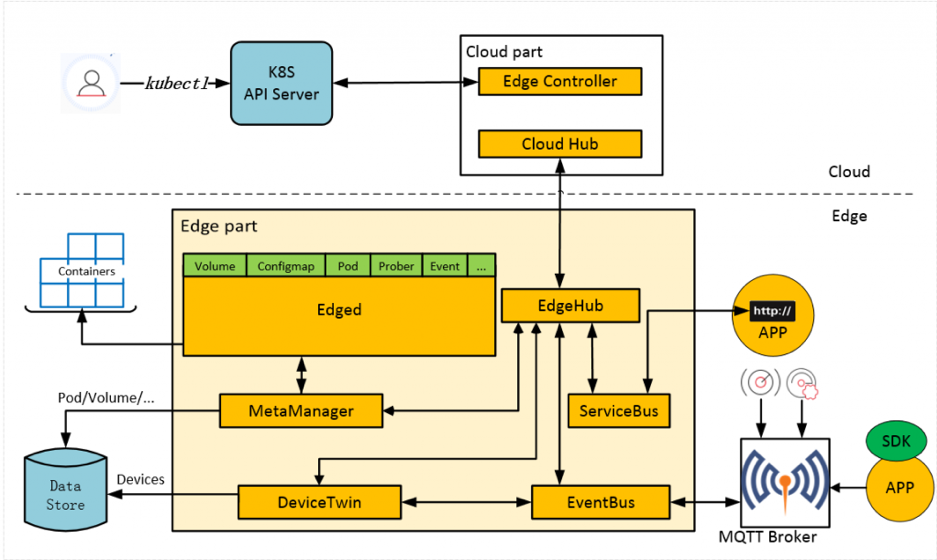 Cloud part
K8S
API Server
kubectl
Edge Controller
Cloud Hub
Cloud
Edge
Edge part
Volume
Configmap
Pod
Prober
Event
...
Containers
Edged
EdgeHub
http://
APP
Pod/Volume/...
MetaManager
ServiceBus
SDK
Data
Store
Devices
DeviceTwin
EventBus
APP
MQTT Broker